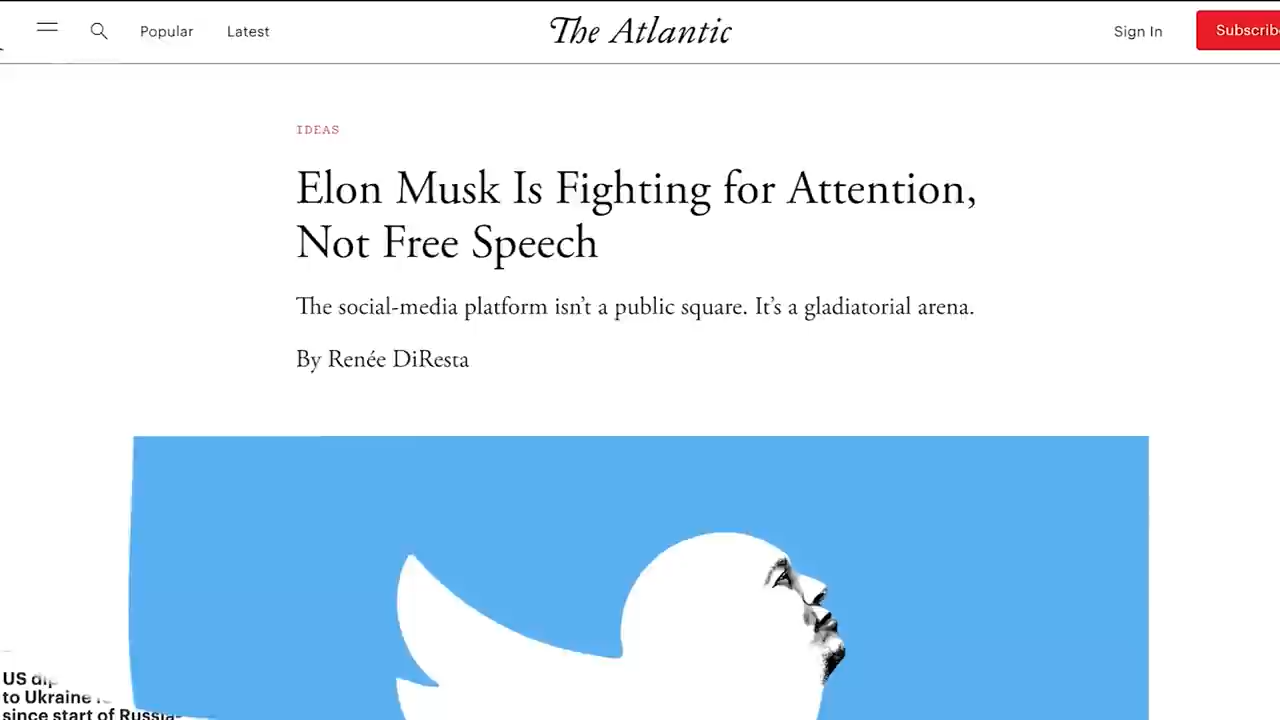 Popular
Latest
The Atlantic
Sign In
IDEAS
Elon Musk Is Fighting for Attention,
Not Free Speech
The social-media platform isn't a public square. It's a gladiatorial arena.
By Renée DiResta
US
to Ukraine
since start of Russia-